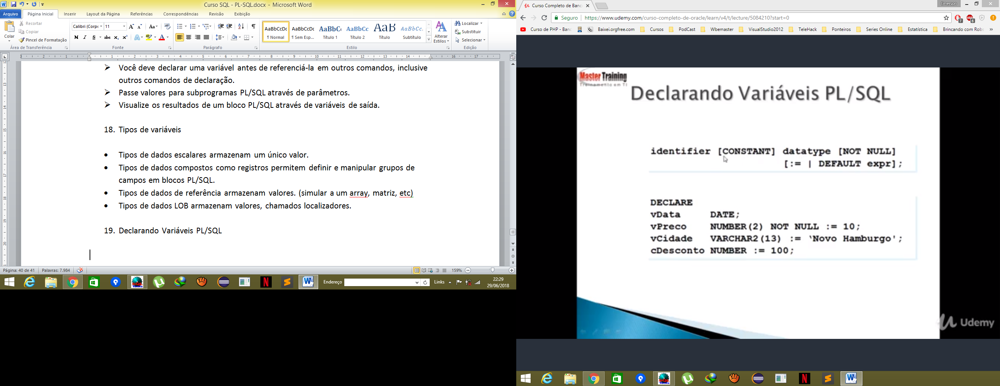 Curso SQL - PL-SQL.docx - Microsoft Word
Arquivo Página Inicial Inserir Layout da Página Referências Correspondências Revisão Exibição
Colar
Recortar
Copiar
Pincel de Formatação
Área de Transferência
Calibri (Corpo 11
Fonte
Parágrafo
AaBbCcDc AaBbCcDc AaBbC AaBbCc AaB AaBbCc.
¶ Normal ¶ Sem Esp... Título 1 Título 2 Título Subtítulo
Estilo
Alterar
Estilos
Localizar
Substituir
Selecionar
Edição
Você deve declarar uma variável antes de referenciá-la em outros comandos, inclusive
outros comandos de declaração.
Passe valores para subprogramas PL/SQL através de parâmetros.
Visualize os resultados de um bloco PL/SQL através de variáveis de saída.
18. Tipos de variáveis
Tipos de dados escalares armazenam um único valor.
Tipos de dados compostos como registros permitem definir e manipular grupos de
campos em blocos PL/SQL.
Tipos de dados de referência armazenam valores. (simular a um array, matriz, etc)
Tipos de dados LOB armazenam valores, chamados localizadores.
19. Declarando Variáveis PL/SQL
Página: 40 de 41 Palavras: 7.984 159%
Endereço Links
22:29
29/06/2018
Curso Completo de Banc
Emerson
Seguro https://www.udemy.com/curso-completo-de-oracle/learn/v4/t/lecture/5084210?start=0
Curso de PHP - Banc Baixei.orgfree.com Cursos PodCast Wbemaster VisualStudio2012 TeleHack Ponteiros Series Online Estatística Brincando com Robs
Master Training
Treinamento em TI
Declarando Variáveis PL/SQL
identifier [CONSTANT] datatype [NOT NULL]
[:= | DEFAULT expr];
DECLARE
vData DATE;
vPreco NUMBER(2) NOT NULL := 10;
vCidade VARCHAR2(13) := ‘Novo Hamburgo';
cDesconto NUMBER := 100;
Udemy